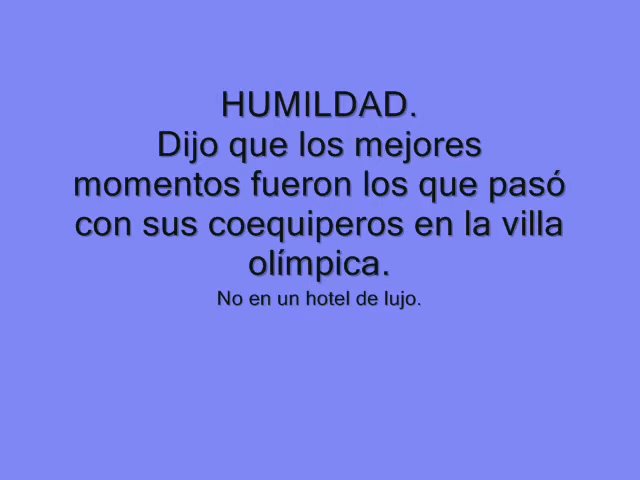 HUMILDAD.
Dijo que los mejores
momentos fueron los que pasó
con sus coequiperos en la villa
olímpica.
No en un hotel de lujo.